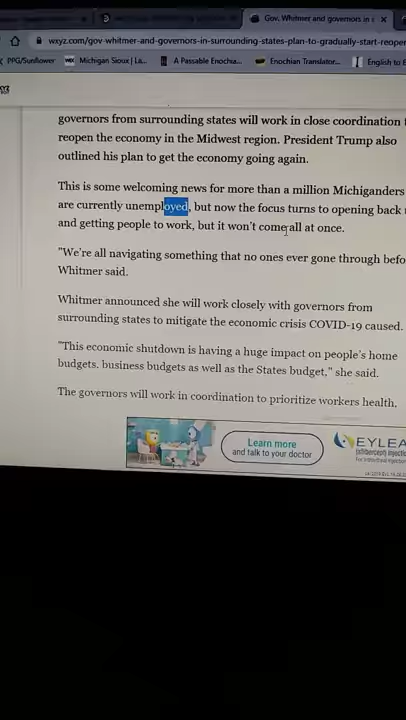 Gov. Whitmer and governors in s
wxyz.com/gov-whitmer-and-governors-in-surrounding-states-plan-to-gradually-start-reoper
PPG/Sunflower Michigan Sioux | La... A Passable Enochia... Enochian Translator... English to E
governors from surrounding states will work in close coordination t
reopen the economy in the Midwest region. President Trump also
outlined his plan to get the economy going again.
This is some welcoming news for more than a million Michiganders
are currently unemployed, but now the focus turns to opening back
and getting people to work, but it won't come all at once.
"We're all navigating something that no ones ever gone through befo
Whitmer said.
Whitmer announced she will work closely with governors from
surrounding states to mitigate the economic crisis COVID-19 caused.
"This economic shutdown is having a huge impact on people's home
budgets, business budgets as well as the States budget," she said.
The governors will work in coordination to prioritize workers health,
Learn more
and talk to your doctor
EYLEA
(aflibercept) Injectio